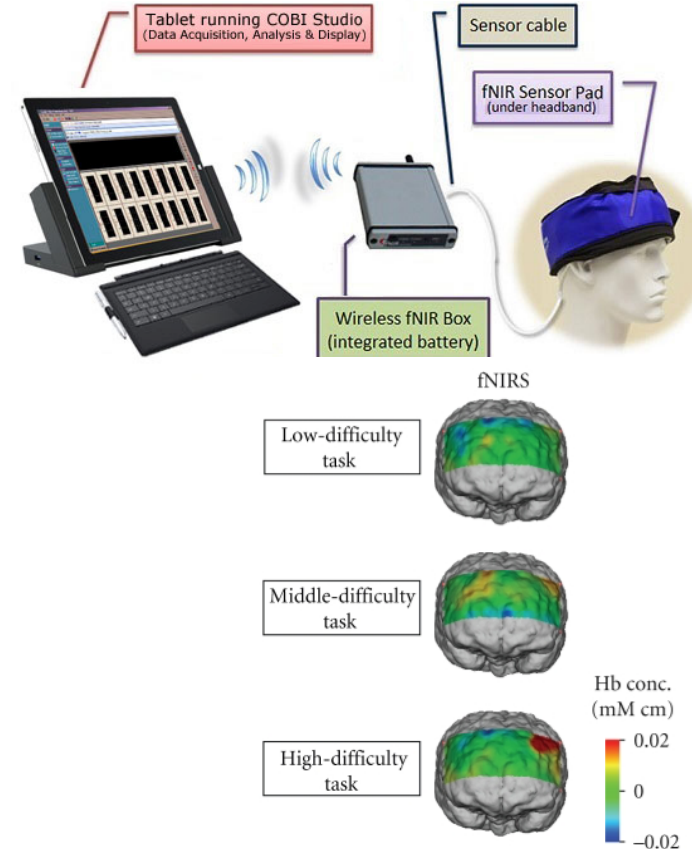 Tablet running COBI Studio
(Data Acquisition, Analysis & Display)
Sensor cable
fNIR Sensor Pad
(under headband)
Wireless fNIR Box
(integrated battery)
fNIRS
Low-difficulty
task
Middle-difficulty
task
High-difficulty
task
Hb conc.
(mM cm)
0.02
0
−0.02